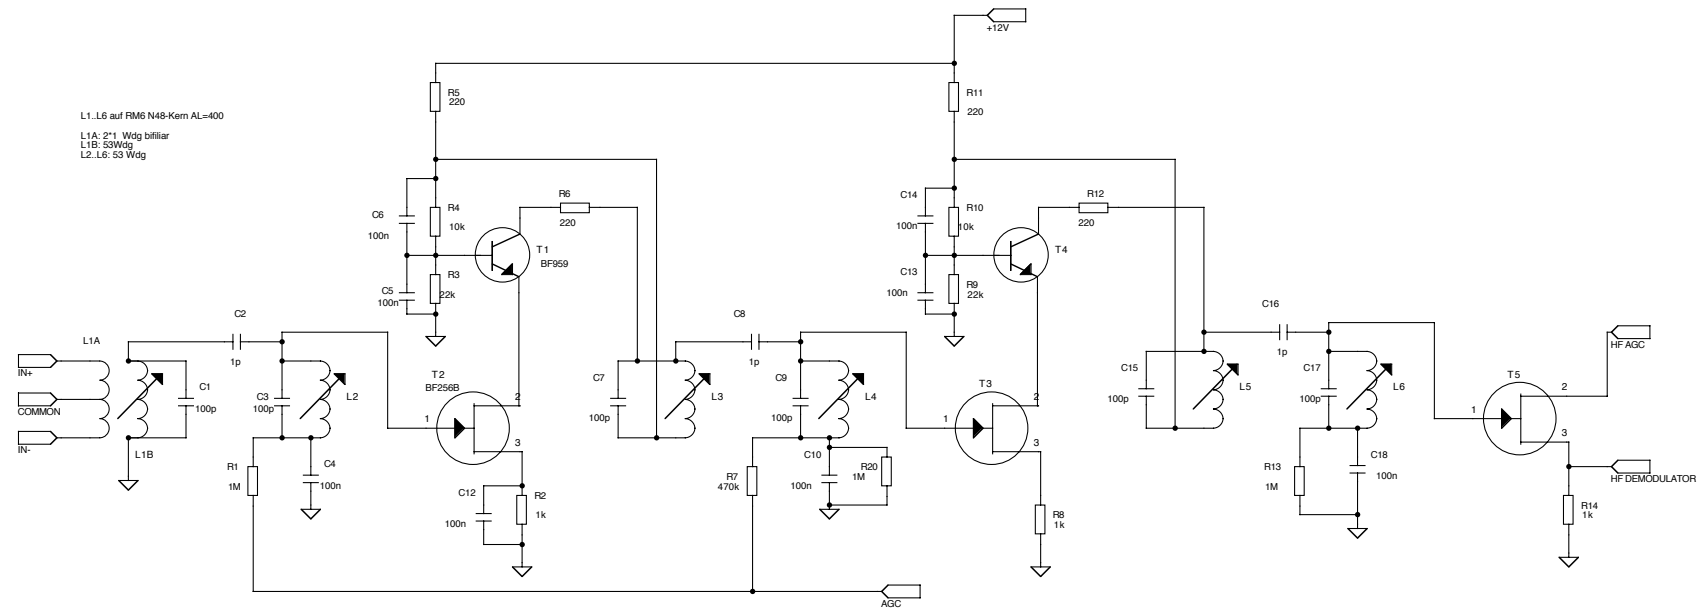 +12V
R5
220
R11
220
L1..L6 auf RM6 N48-Kern AL=400
L1A: 2*1 Wdg bifiliar
L1B: 53Wdg
L2..L6: 53 Wdg
C6
100n
R4
10k
R6
220
T1
BF959
C5
100n
R3
22k
C14
100n
R10
10k
R12
220
T4
C13
100n
R9
22k
L1A
IN+
COMMON
IN-
L1B
C1
100p
C2
1p
C3
100p
L2
R1
1M
C4
100n
T2
BF256B
1
2
3
C12
100n
R2
1k
C7
100p
L3
C8
1p
C9
100p
L4
R7
470k
C10
100n
R20
1M
T3
1
2
3
R8
1k
AGC
C15
100p
L5
C16
1p
C17
100p
L6
R13
1M
C18
100n
T5
1
2
3
HF AGC
HF DEMODULATOR
R14
1k